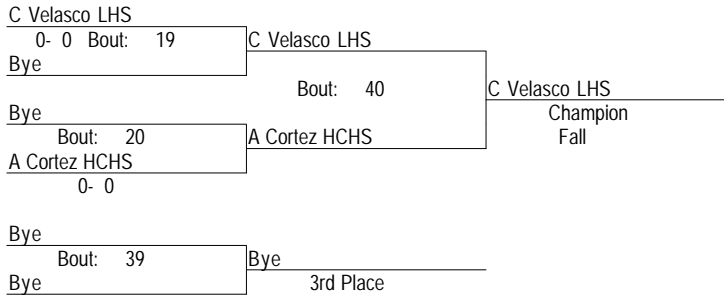 C Velasco LHS
0- 0 Bout: 19
Bye
C Velasco LHS
Bout: 40
C Velasco LHS
Champion
Fall
Bye
Bout: 20
A Cortez HCHS
A Cortez HCHS
0- 0
Bye
Bout: 39
Bye
Bye
3rd Place